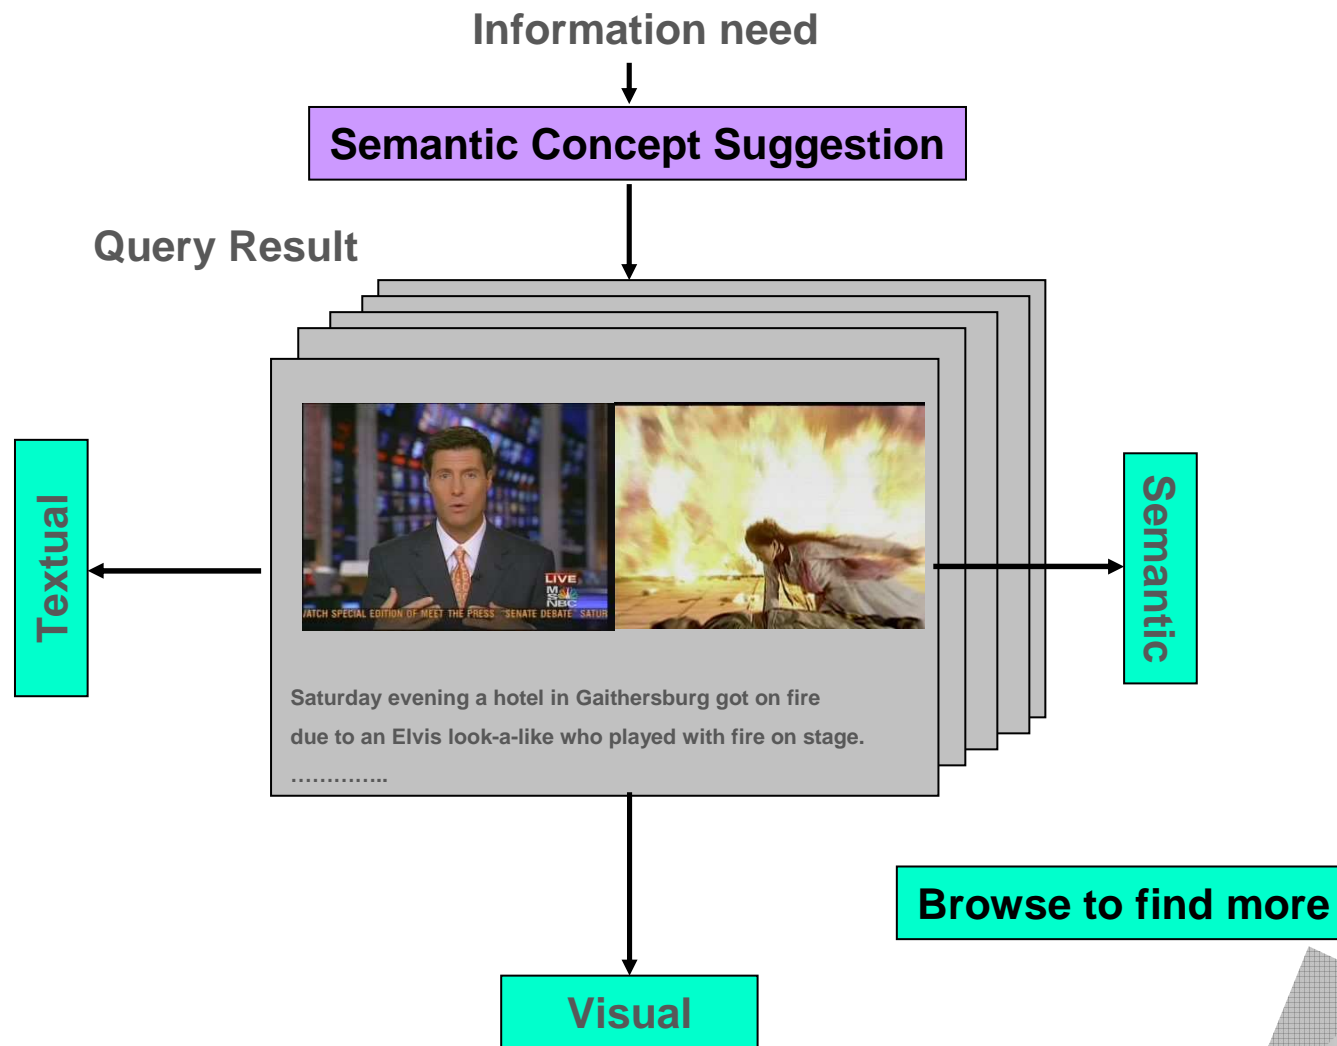 Information need
Semantic Concept Suggestion
Query Result
Textual
Semantic
LIVE
MSNBC
WATCH SPECIAL EDITION OF MEET THE PRESS "SENATE DEBATE" SATUR
Saturday evening a hotel in Gaithersburg got on fire
due to an Elvis look-a-like who played with fire on stage.
…………..
Browse to find more
Visual